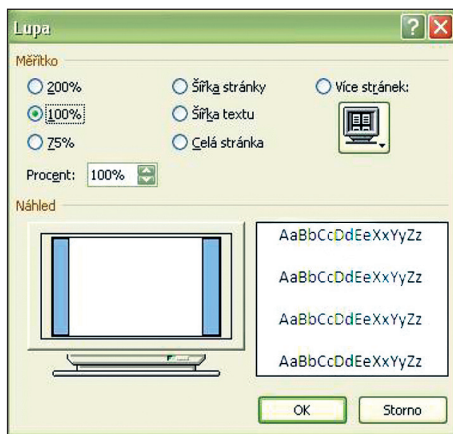 Lupa
Měřítko
200%
Šířka stránky
Více stránek:
100%
Šířka textu
75%
Celá stránka
Procent: 100%
Náhled
AaBbCcDdEeXxYyZz
AaBbCcDdEeXxYyZz
AaBbCcDdEeXxYyZz
AaBbCcDdEeXxYyZz
OK
Storno